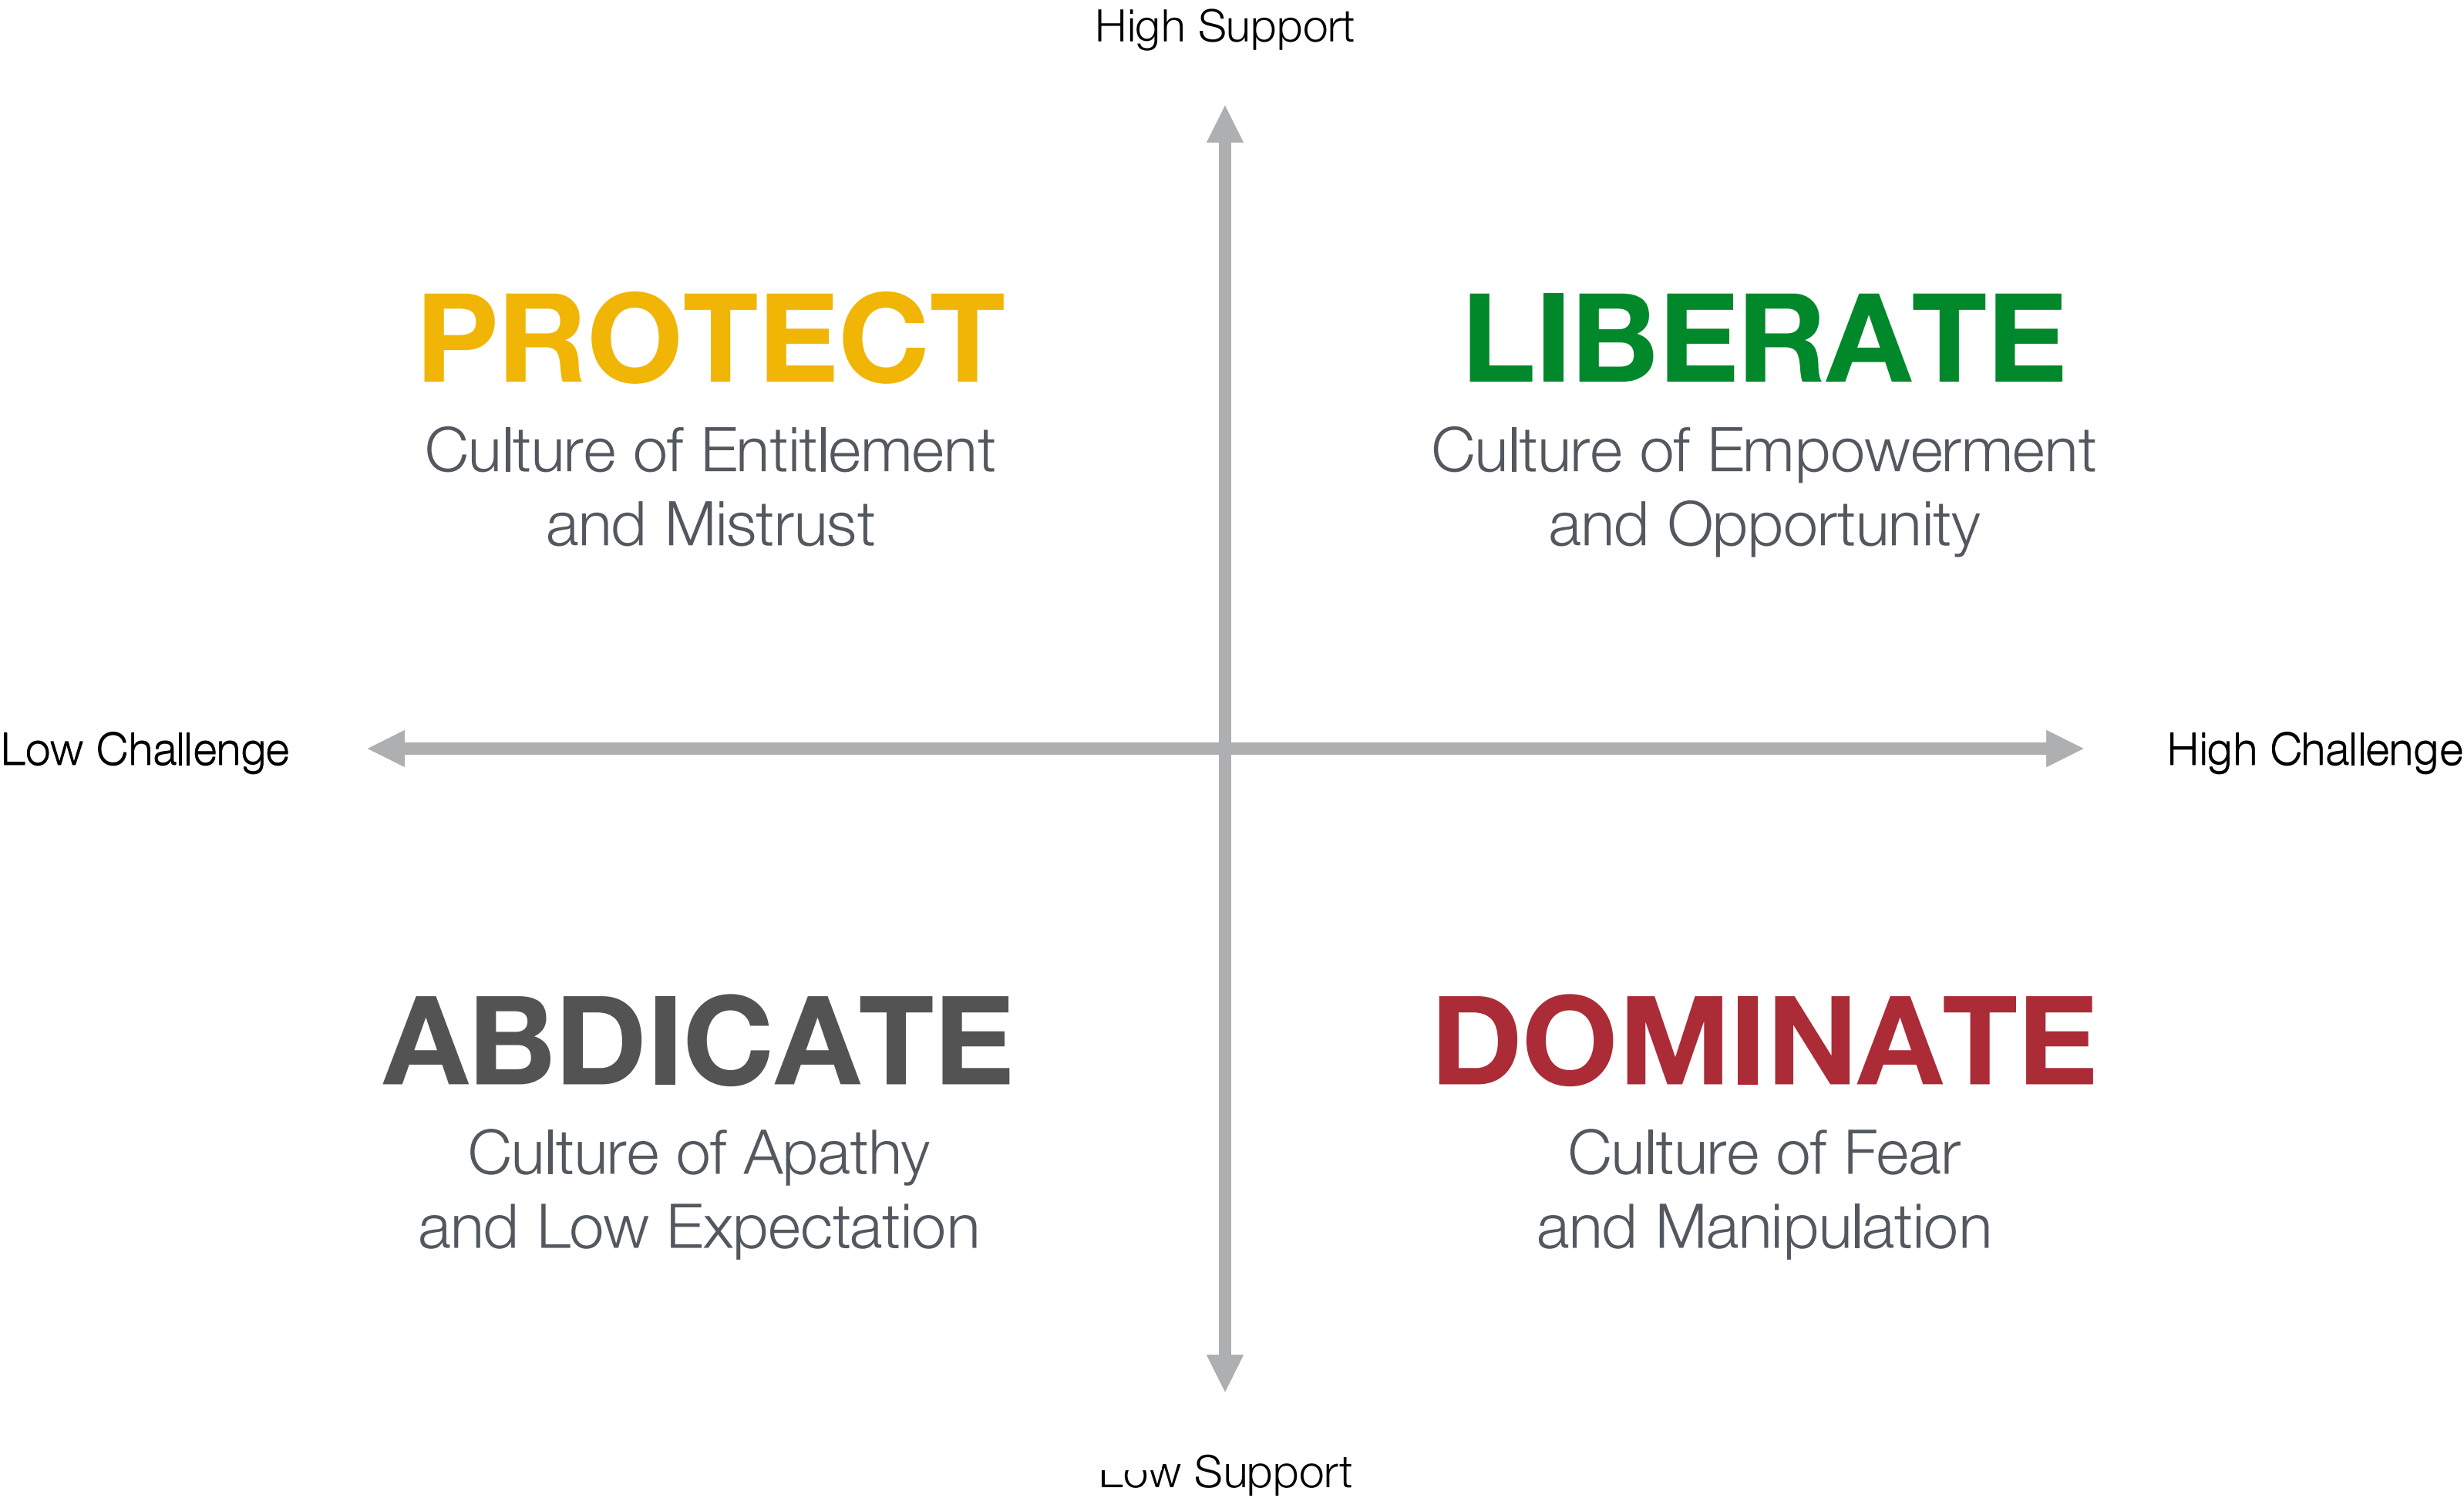 High Support
PROTECT
Culture of Entitlement
and Mistrust
LIBERATE
Culture of Empowerment
and Opportunity
Low Challenge
High Challenge
ABDICATE
Culture of Apathy
and Low Expectation
DOMINATE
Culture of Fear
and Manipulation
Low Support